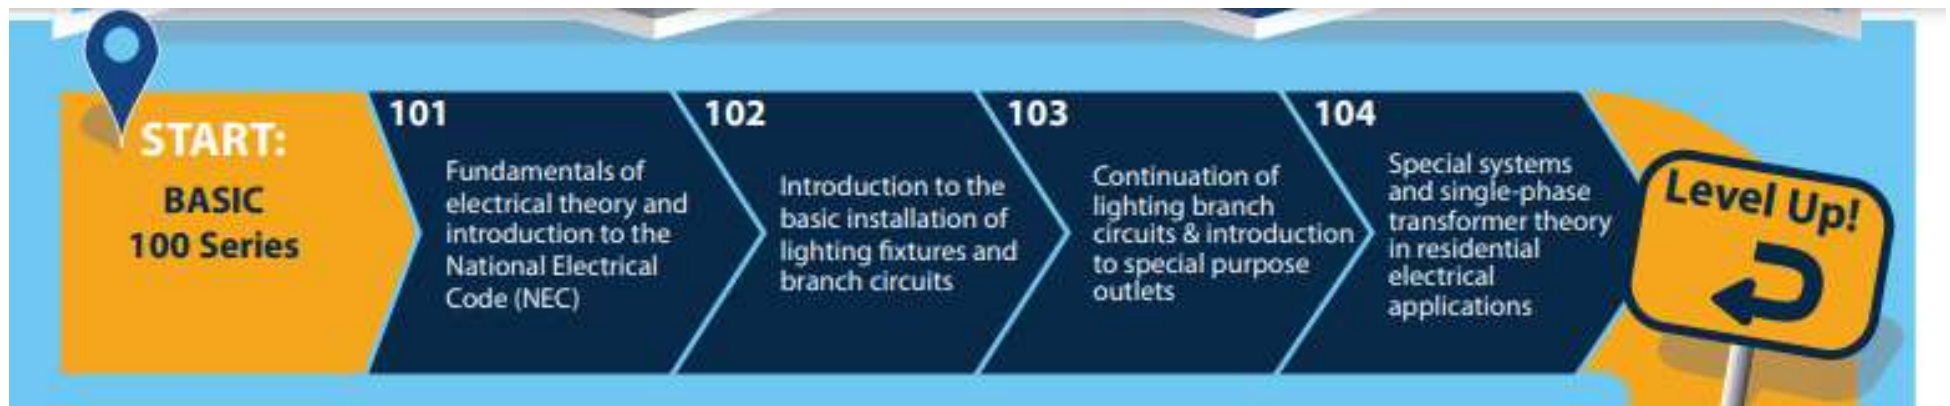 START:
BASIC
100 Series
101
Fundamentals of
electrical theory and
introduction to the
National Electrical
Code (NEC)
102
Introduction to the
basic installation of
lighting fixtures and
branch circuits
103
Continuation of
lighting branch
circuits & introduction
to special purpose
outlets
104
Special systems
and single-phase
transformer theory
in residential
electrical
applications
Level Up!